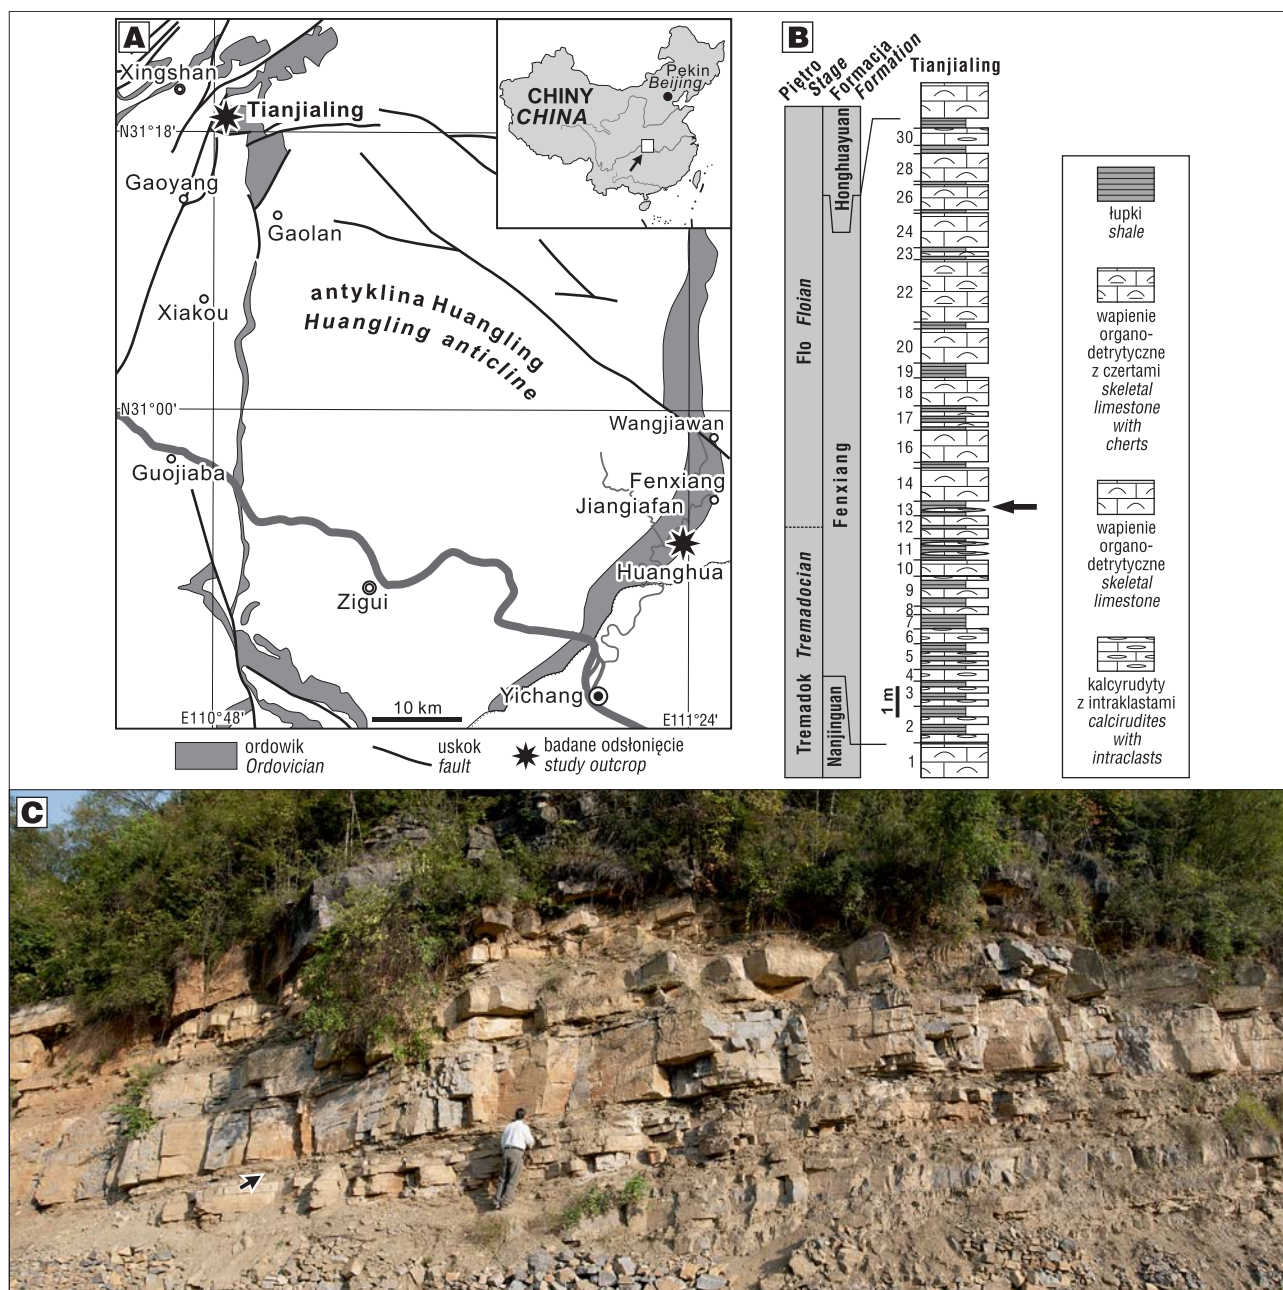 A
Xingshan
Tianjialing
N31°18'
Gaoyang
Gaolan
Xiakou
antyklina Huangling
Huangling anticline
N31°00'
Wangjiawan
Guojiaba
Fenxiang
Jiangiafan
Huanghua
Zigui
Yichang
10 km
E110°48'
E111°24'
CHINY
CHINA
Pekin
Beijing
ordowik
Ordovician
uskok
fault
badane odsłonięcie
study outcrop
B
Piętro
Stage
Formacja
Formation
Tianjialing
Flo Floian
Tremadok Tremadocian
Honghuayuan
Fenxiang
Nanjinguan
30
28
26
24
23
22
20
19
18
17
16
14
13
12
11
10
9
8
7
6
5
4
3
2
1
1 m
łupki
shale
wapienie
organo-
detrytyczne
z czertami
skeletal
limestone
with
cherts
wapienie
organo-
detrytyczne
skeletal
limestone
kalcyrudyty
z intraklastami
calcirudites
with
intraclasts
C